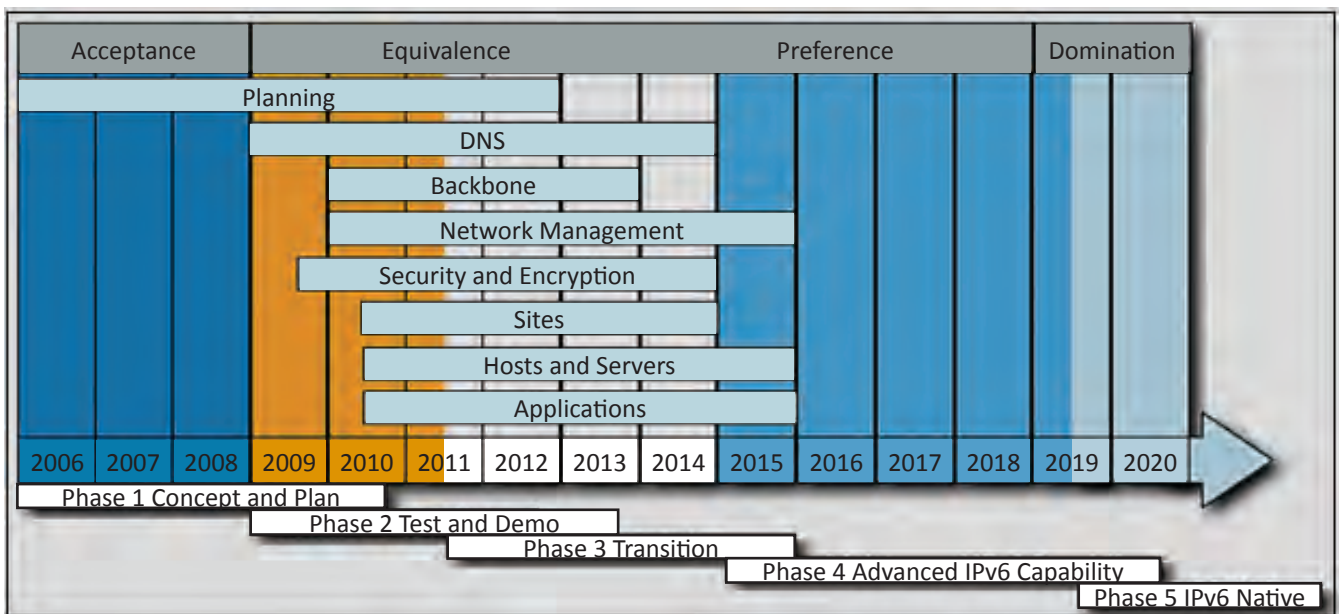 Acceptance Equivalence Preference Domination
Planning
DNS
Backbone
Network Management
Security and Encryption
Sites
Hosts and Servers
Applications
2006 2007 2008 2009 2010 2011 2012 2013 2014 2015 2016 2017 2018 2019 2020
Phase 1 Concept and Plan
Phase 2 Test and Demo
Phase 3 Transition
Phase 4 Advanced IPv6 Capability
Phase 5 IPv6 Native